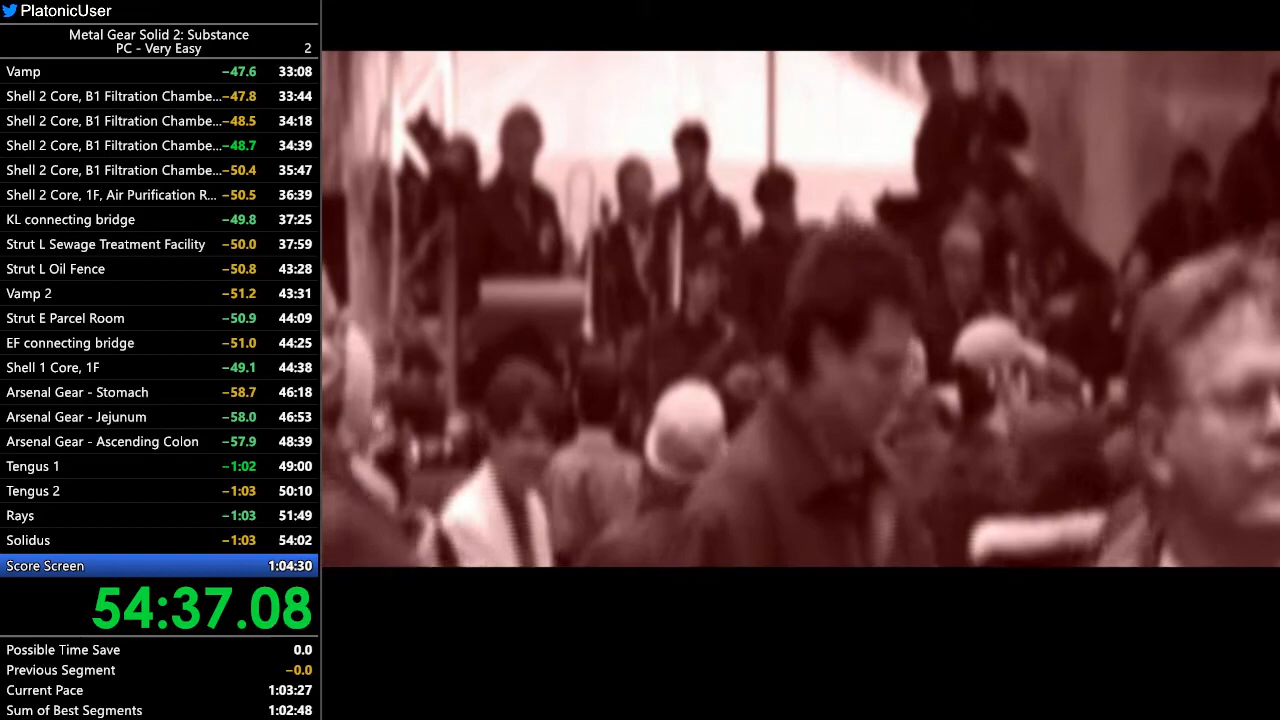 PlatonicUser
Metal Gear Solid 2: Substance
PC - Very Easy 2
Vamp −47.6 33:08
Shell 2 Core, B1 Filtration Chambe... −47.8 33:44
Shell 2 Core, B1 Filtration Chambe... −48.5 34:18
Shell 2 Core, B1 Filtration Chambe... −48.7 34:39
Shell 2 Core, B1 Filtration Chambe... −50.4 35:47
Shell 2 Core, 1F, Air Purification R... −50.5 36:39
KL connecting bridge −49.8 37:25
Strut L Sewage Treatment Facility −50.0 37:59
Strut L Oil Fence −50.8 43:28
Vamp 2 −51.2 43:31
Strut E Parcel Room −50.9 44:09
EF connecting bridge −51.0 44:25
Shell 1 Core, 1F −49.1 44:38
Arsenal Gear - Stomach −58.7 46:18
Arsenal Gear - Jejunum −58.0 46:53
Arsenal Gear - Ascending Colon −57.9 48:39
Tengus 1 −1:02 49:00
Tengus 2 −1:03 50:10
Rays −1:03 51:49
Solidus −1:03 54:02
Score Screen 1:04:30
54:37.08
Possible Time Save 0.0
Previous Segment −0.0
Current Pace 1:03:27
Sum of Best Segments 1:02:48